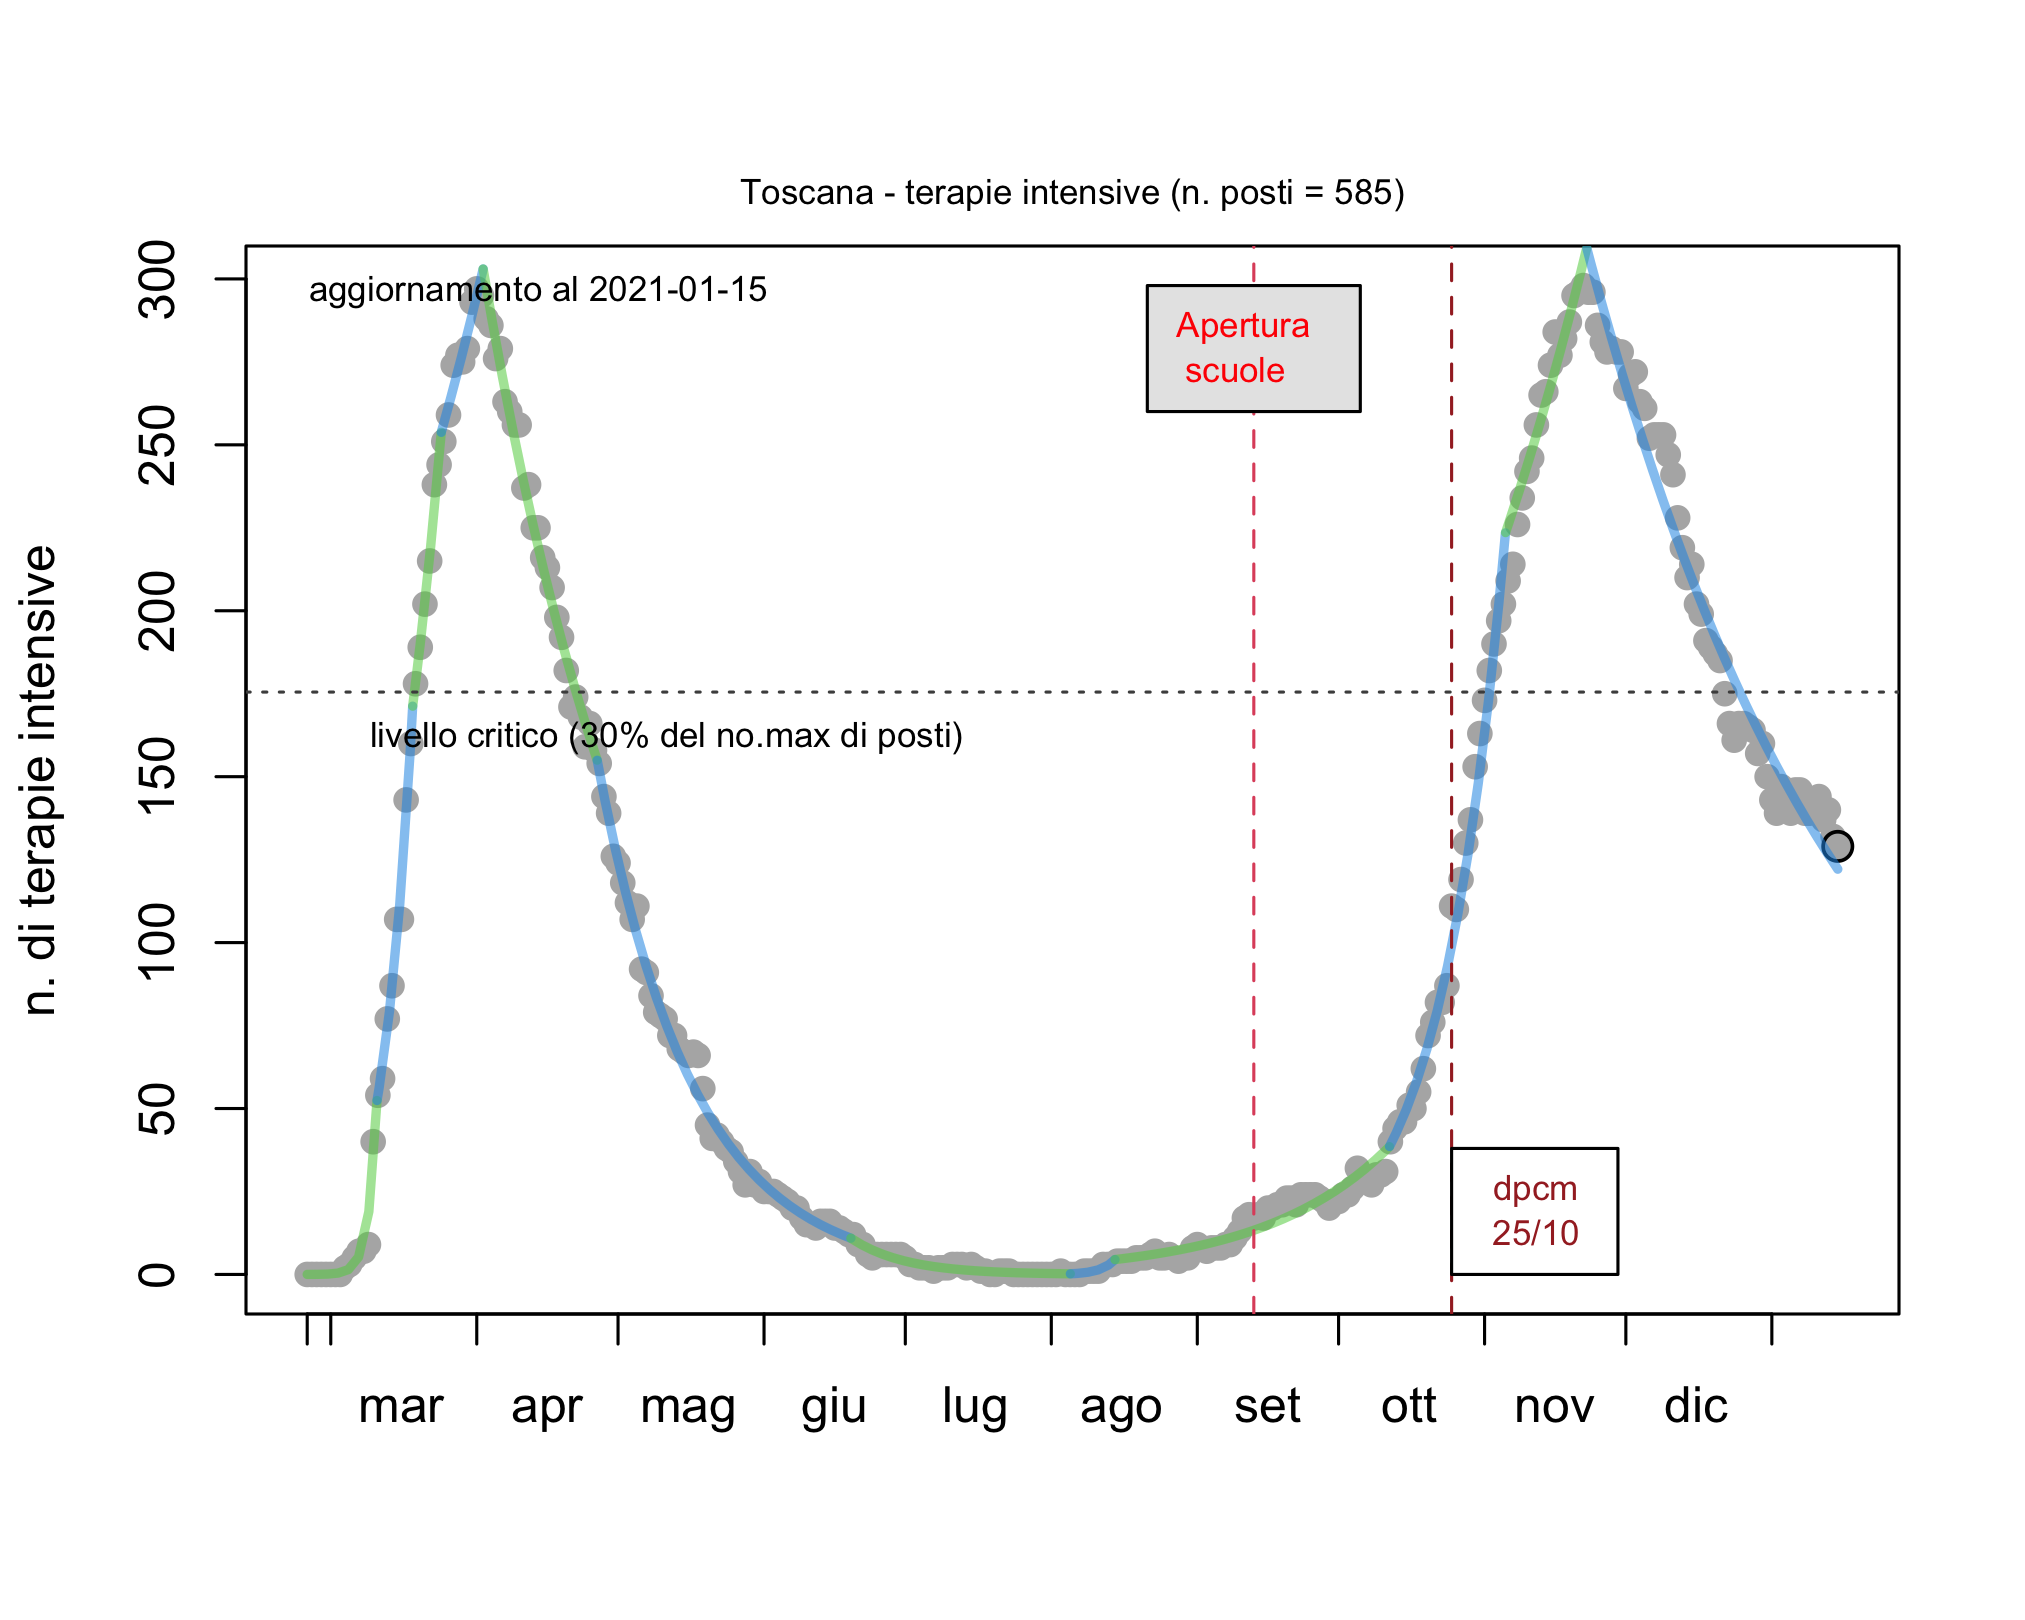 Toscana - terapie intensive (n. posti = 585)
aggiornamento al 2021-01-15
Apertura
scuole
livello critico (30% del no.max di posti)
dpcm
25/10
n. di terapie intensive
300
250
200
150
100
50
0
mar apr mag giu lug ago set ott nov dic